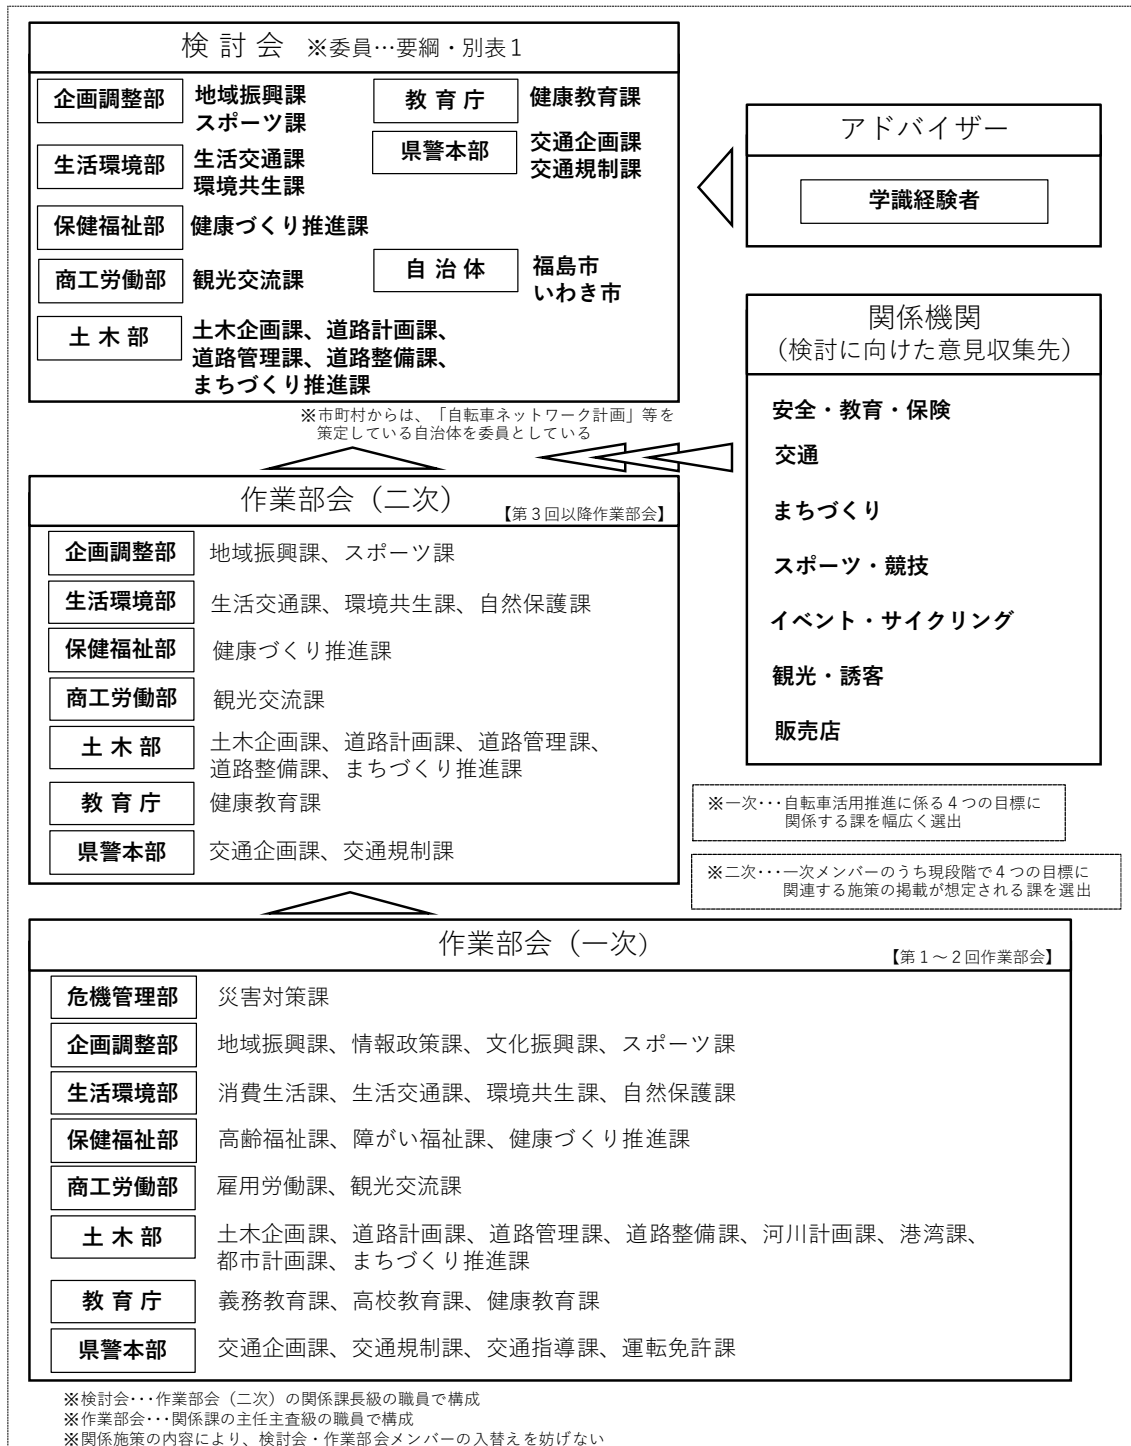 検 討 会 ※委員…要綱・別表１
企画調整部 地域振興課
スポーツ課
生活環境部 生活交通課
環境共生課
保健福祉部 健康づくり推進課
商工労働部 観光交流課
土 木 部 土木企画課、道路計画課、
道路管理課、道路整備課、
まちづくり推進課
教 育 庁 健康教育課
県警本部 交通企画課
交通規制課
自 治 体 福島市
いわき市
※市町村からは、「自転車ネットワーク計画」等を
策定している自治体を委員としている
アドバイザー
学識経験者
関係機関
（検討に向けた意見収集先）
安全・教育・保険
交通
まちづくり
スポーツ・競技
イベント・サイクリング
観光・誘客
販売店
作業部会（二次） 【第３回以降作業部会】
企画調整部 地域振興課、スポーツ課
生活環境部 生活交通課、環境共生課、自然保護課
保健福祉部 健康づくり推進課
商工労働部 観光交流課
土 木 部 土木企画課、道路計画課、道路管理課、
道路整備課、まちづくり推進課
教 育 庁 健康教育課
県警本部 交通企画課、交通規制課
※一次・・・自転車活用推進に係る４つの目標に
関係する課を幅広く選出
※二次・・・一次メンバーのうち現段階で４つの目標に
関連する施策の掲載が想定される課を選出
作業部会（一次） 【第１～２回作業部会】
危機管理部 災害対策課
企画調整部 地域振興課、情報政策課、文化振興課、スポーツ課
生活環境部 消費生活課、生活交通課、環境共生課、自然保護課
保健福祉部 高齢福祉課、障がい福祉課、健康づくり推進課
商工労働部 雇用労働課、観光交流課
土 木 部 土木企画課、道路計画課、道路管理課、道路整備課、河川計画課、港湾課、
都市計画課、まちづくり推進課
教 育 庁 義務教育課、高校教育課、健康教育課
県警本部 交通企画課、交通規制課、交通指導課、運転免許課
※検討会・・・作業部会（二次）の関係課長級の職員で構成
※作業部会・・・関係課の主任主査級の職員で構成
※関係施策の内容により、検討会・作業部会メンバーの入替えを妨げない